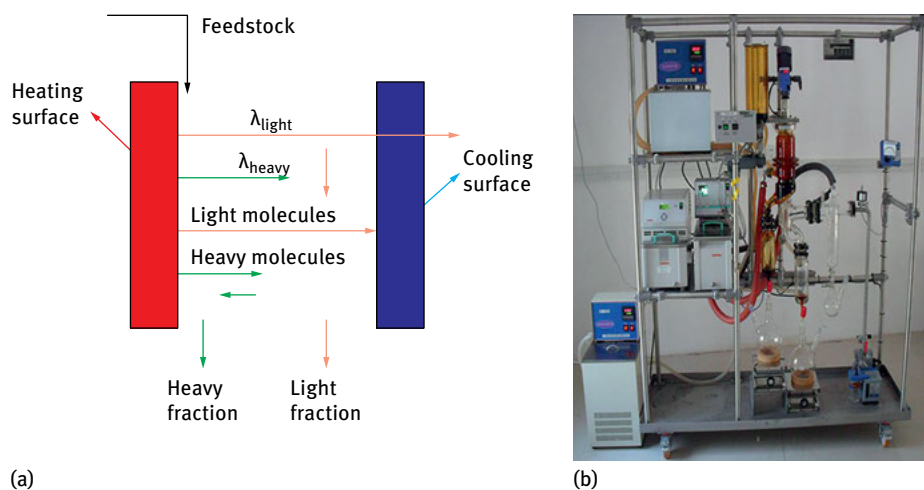 Feedstock
Heating
surface
λlight
λheavy
Cooling
surface
Light molecules
Heavy molecules
Heavy
fraction
Light
fraction
(a)
(b)